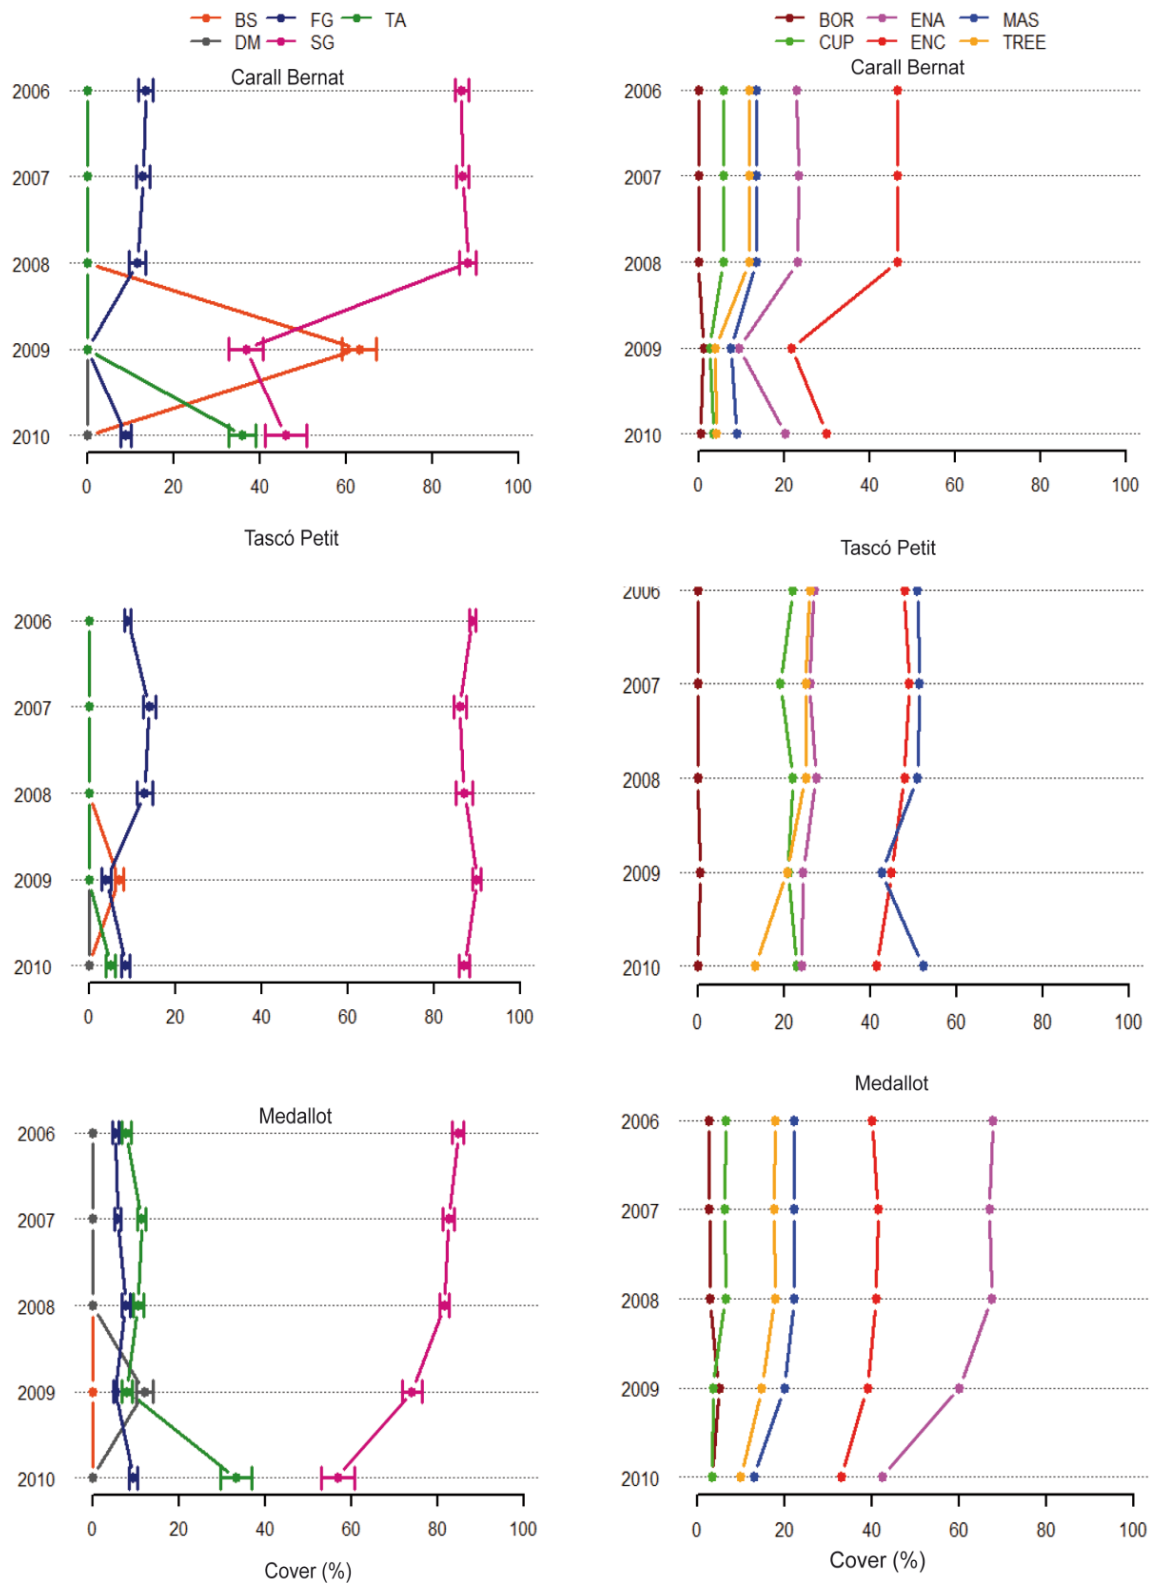 BS FG TA
DM SG
Carall Bernat
2006
2007
2008
2009
2010
0 20 40 60 80 100
BOR ENA MAS
CUP ENC TREE
Carall Bernat
2006
2007
2008
2009
2010
0 20 40 60 80 100
Tascó Petit
2006
2007
2008
2009
2010
0 20 40 60 80 100
Tascó Petit
2006
2007
2008
2009
2010
0 20 40 60 80 100
Medallot
2006
2007
2008
2009
2010
0 20 40 60 80 100
Cover (%)
Medallot
2006
2007
2008
2009
2010
0 20 40 60 80 100
Cover (%)